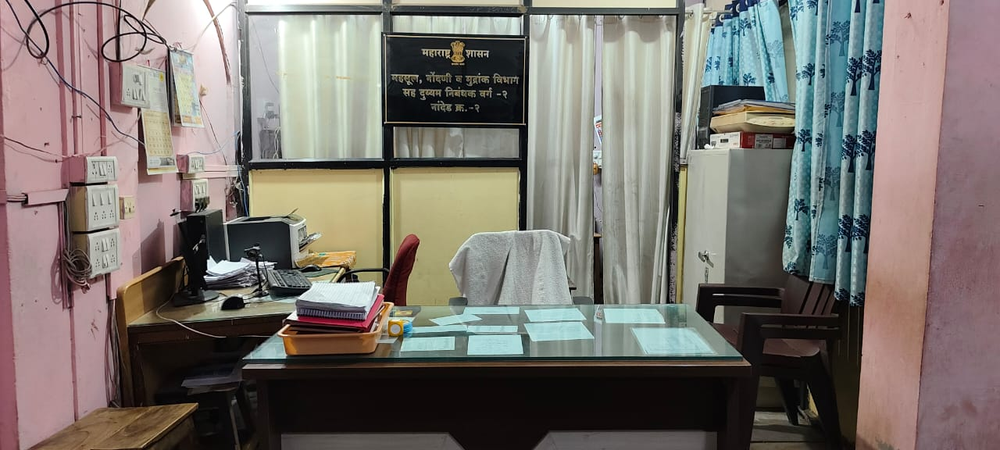 महाराष्ट्र शासन
महसूल, नोंदणी व मुद्रांक विभाग
सह दुय्यम निबंधक वर्ग -२
नांदेड क्र.-२